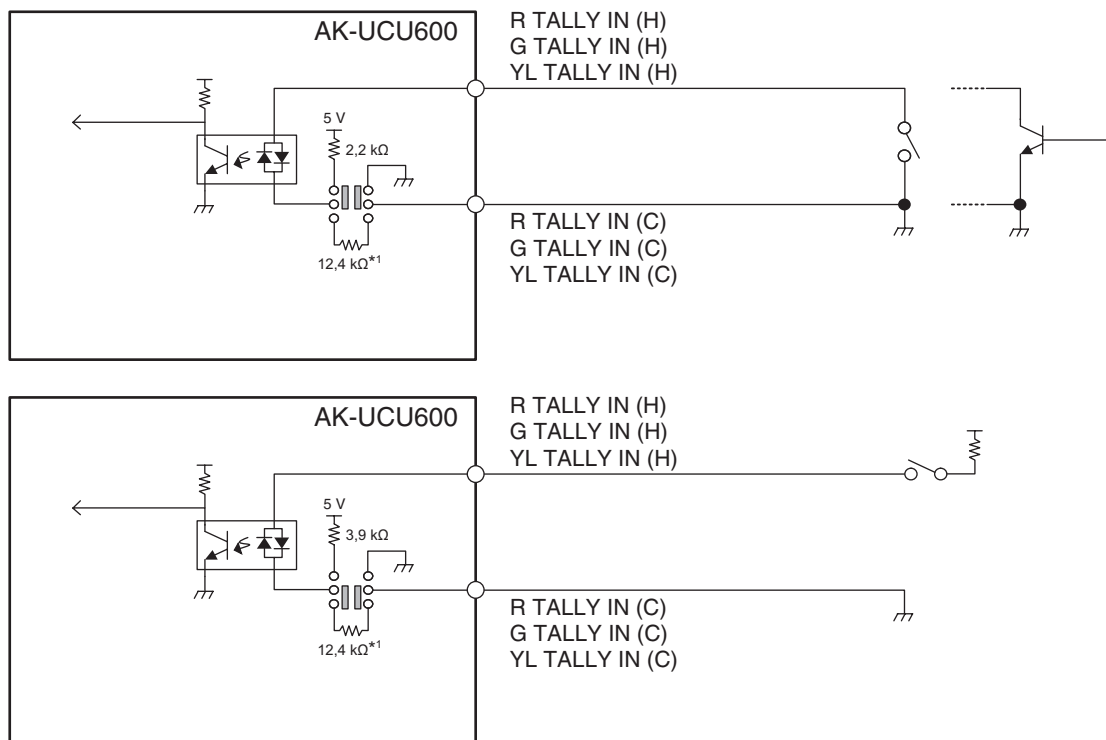 AK-UCU600
R TALLY IN (H)
G TALLY IN (H)
YL TALLY IN (H)
5 V
2,2 kΩ
12,4 kΩ*1
R TALLY IN (C)
G TALLY IN (C)
YL TALLY IN (C)
AK-UCU600
R TALLY IN (H)
G TALLY IN (H)
YL TALLY IN (H)
5 V
3,9 kΩ
12,4 kΩ*1
R TALLY IN (C)
G TALLY IN (C)
YL TALLY IN (C)